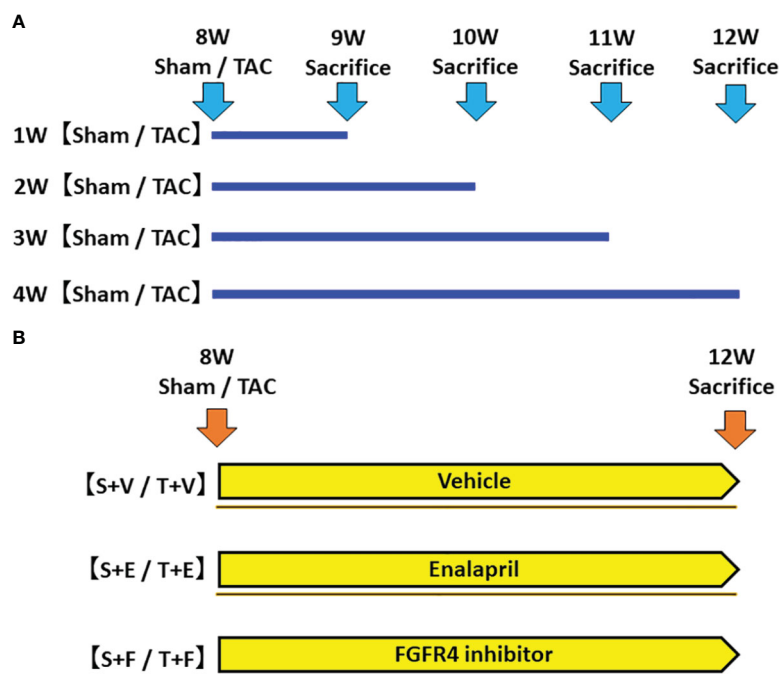 A
8W
Sham / TAC
9W
Sacrifice
10W
Sacrifice
11W
Sacrifice
12W
Sacrifice
1W【Sham / TAC】
2W【Sham / TAC】
3W【Sham / TAC】
4W【Sham / TAC】
B
8W
Sham / TAC
12W
Sacrifice
【S+V / T+V】
Vehicle
【S+E / T+E】
Enalapril
【S+F / T+F】
FGFR4 inhibitor